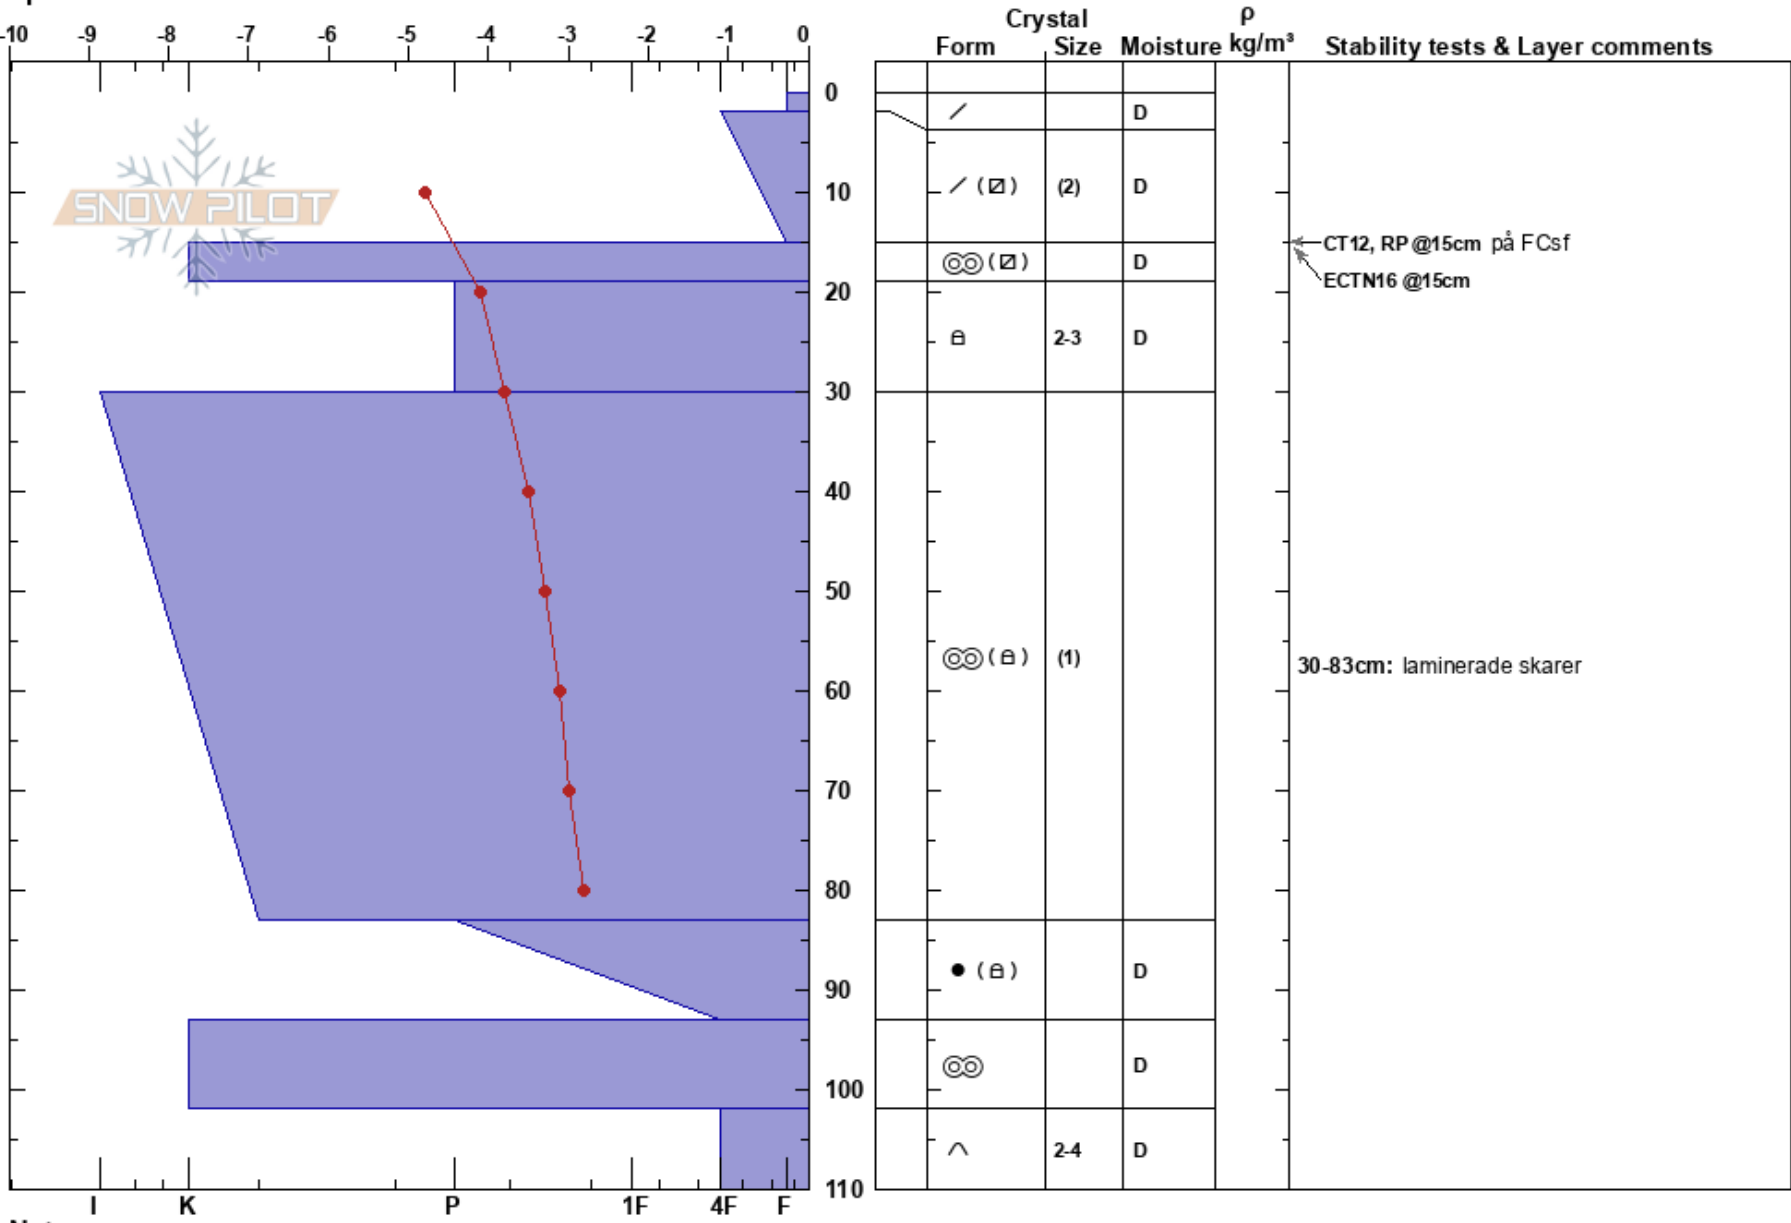 Crystal ρ
-10 -9 -8 -7 -6 -5 -4 -3 -2 -1 0 Form Size Moisture kg/m³ Stability tests & Layer comments
0
/ D
SNOW PILOT
10 / (2) D
CT12, RP @15cm på FCsf
D
ECTN16 @15cm
20
2-3 D
30
40
50
(1)
30-83cm: laminerade skarer
60
70
80
D
90
D
100
2-4 D
110
I K P 1F 4F F